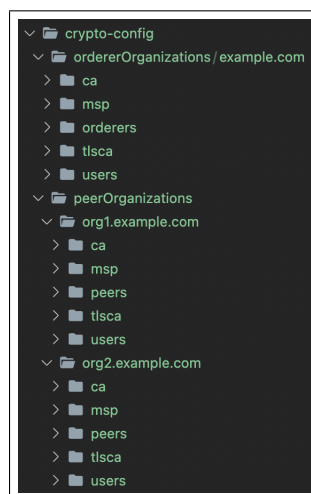 crypto-config
ordererOrganizations/example.com
ca
msp
orderers
tlsca
users
peerOrganizations
org1.example.com
ca
msp
peers
tlsca
users
org2.example.com
ca
msp
peers
tlsca
users